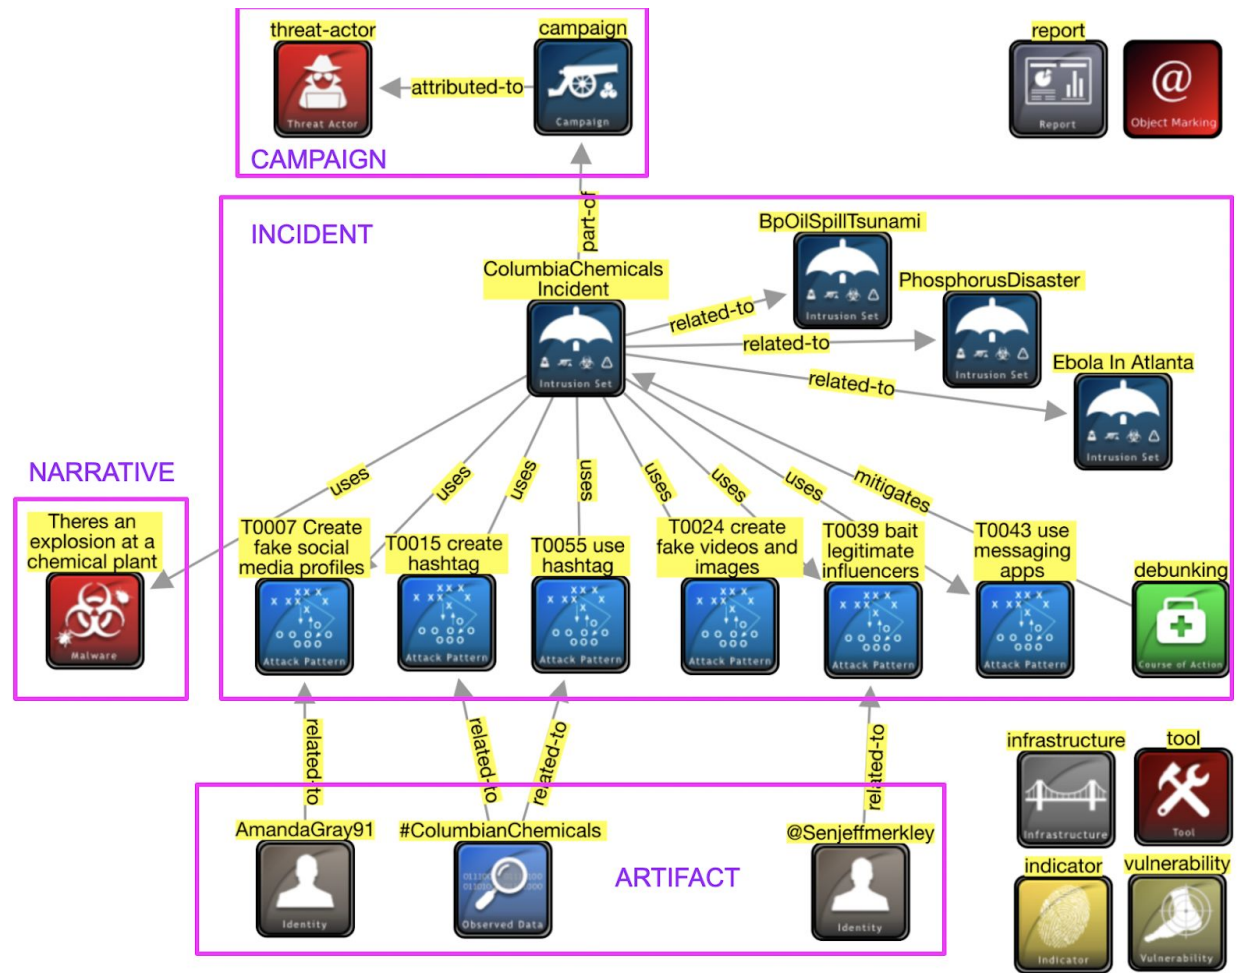 threat-actor
campaign
report
attributed-to
Threat Actor
Campaign
Report
Object Marking
@
CAMPAIGN
part-of
INCIDENT
BpOilSpillTsunami
ColumbiaChemicals
Incident
PhosphorusDisaster
related-to
Intrusion Set
related-to
Intrusion Set
Intrusion Set
Ebola In Atlanta
related-to
Intrusion Set
NARRATIVE
uses
uses
uses
uses
uses
uses
uses
mitigates
Theres an
explosion at a
chemical plant
Malware
T0007 Create
fake social
media profiles
Attack Pattern
T0015 create
hashtag
Attack Pattern
T0055 use
hashtag
Attack Pattern
T0024 create
fake videos and
images
Attack Pattern
T0039 bait
legitimate
influencers
Attack Pattern
T0043 use
messaging
apps
Attack Pattern
debunking
Course of Action
related-to
related-to
related-to
related-to
AmandaGray91
Identity
#ColumbianChemicals
Observed Data
@Senjeffmerkley
Identity
ARTIFACT
infrastructure
Infrastructure
tool
Tool
indicator
Indicator
vulnerability
Vulnerability